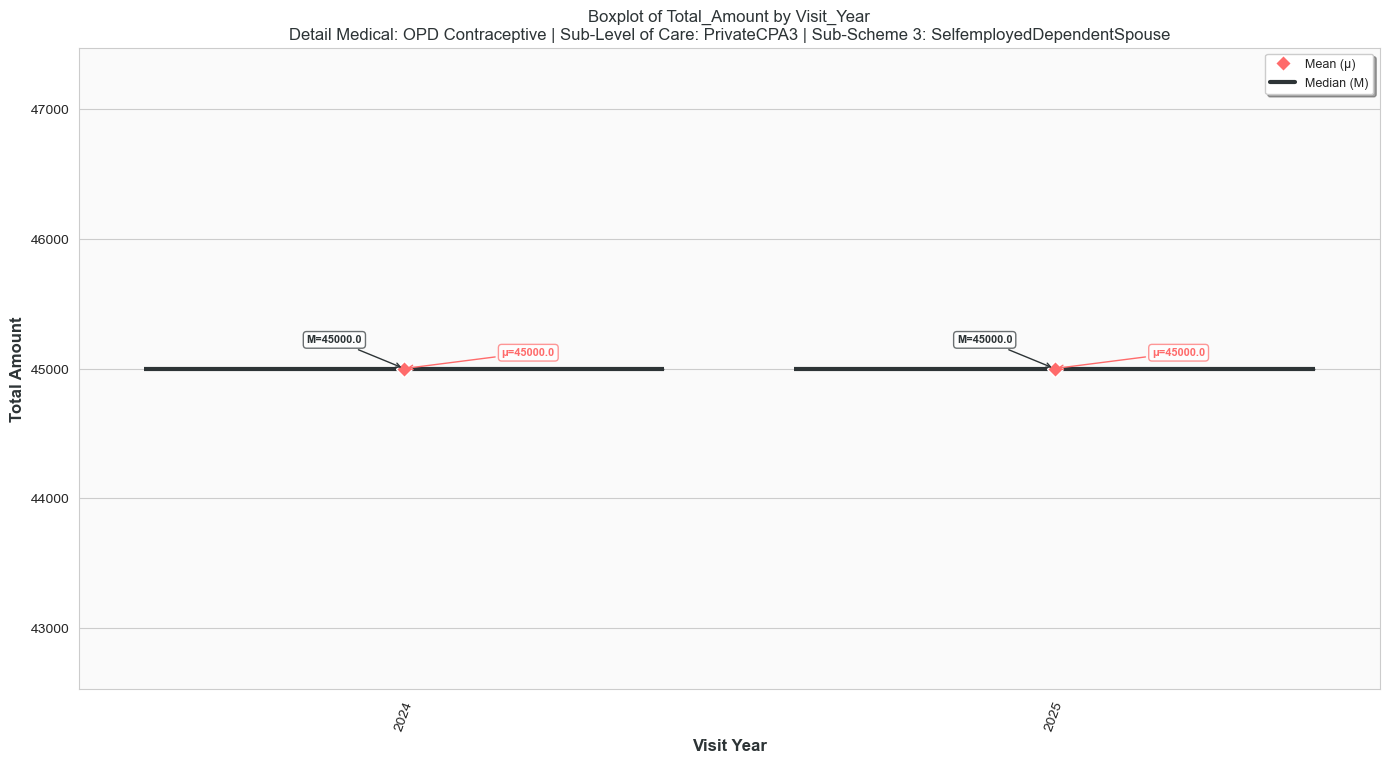 Boxplot of Total_Amount by Visit_Year
Detail Medical: OPD Contraceptive | Sub-Level of Care: PrivateCPA3 | Sub-Scheme 3: SelfemployedDependentSpouse
Mean (μ)
Median (M)
47000
46000
45000
44000
43000
Total Amount
M=45000.0
μ=45000.0
M=45000.0
μ=45000.0
2024
2025
Visit Year